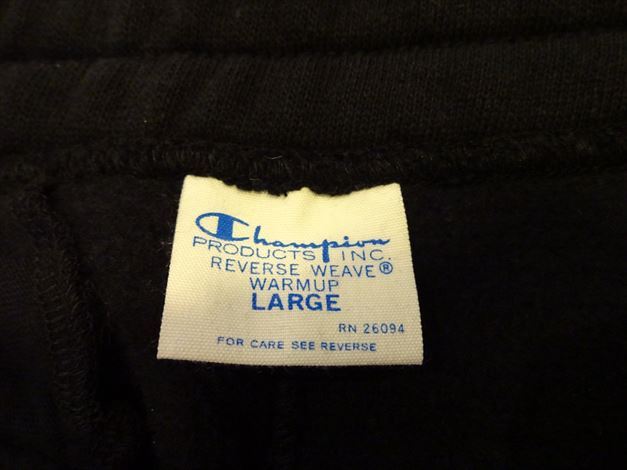 Champion
PRODUCTS INC.
REVERSE WEAVE®
WARMUP
LARGE
RN 26094
FOR CARE SEE REVERSE